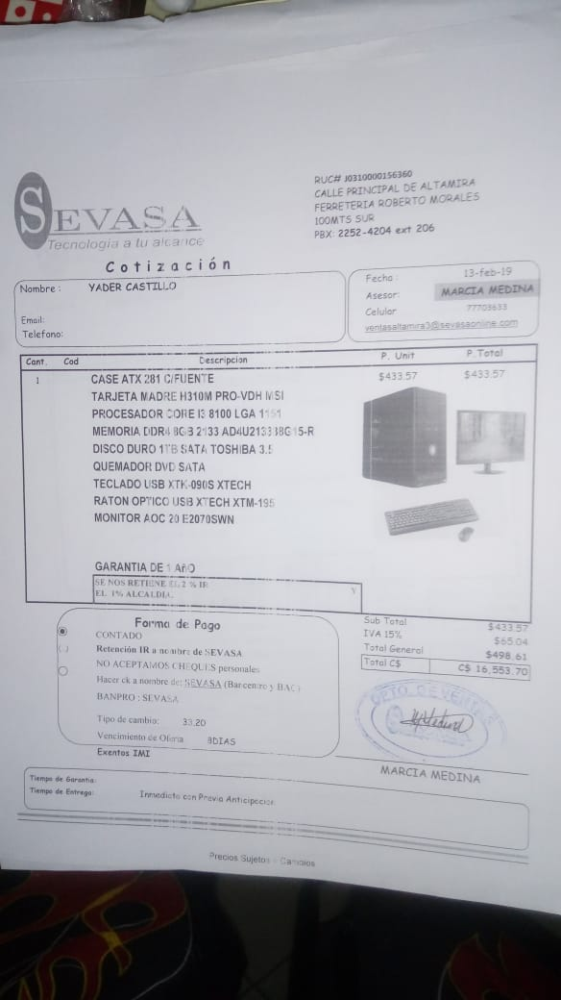 RUC# J0310000156360
CALLE PRINCIPAL DE ALTAMIRA
FERRETERIA ROBERTO MORALES
100MTS SUR
PBX: 2252-4204 ext 206
SEVASA
Tecnología a tu alcance
Cotización
Nombre : YADER CASTILLO
Email:
Telefono:
Fecha : 13-feb-19
Asesor: MARCIA MEDINA
Celular 77703633
ventasaltamira3@sevasaonline.com
Cant. Cod Descripcion P. Unit P.Total
1 CASE ATX 281 C/FUENTE $433.57 $433.57
TARJETA MADRE H310M PRO-VDH MSI
PROCESADOR CORE I3 8100 LGA 1151
MEMORIA DDR4 8GB 2133 AD4U213338G15-R
DISCO DURO 1TB SATA TOSHIBA 3.5
QUEMADOR DVD SATA
TECLADO USB XTK-090S XTECH
RATON OPTICO USB XTECH XTM-195
MONITOR AOC 20 E2070SWN
GARANTIA DE 1 AÑO
SE NOS RETIENE EL 2 % IR Y
EL 1% ALCALDIA.
Forma de Pago
CONTADO
Retención IR a nombre de SEVASA
NO ACEPTAMOS CHEQUES personales
Hacer ck a nombre de: SEVASA (Bancentro y BAC)
BANPRO : SEVASA
Tipo de cambio: 33.20
Vencimiento de Oferta 8DIAS
Exentos IMI
Sub Total $433.57
IVA 15% $65.04
Total General $498.61
Total C$ C$ 16,553.70
DPTO. DE VENTAS
MMedina
MARCIA MEDINA
Tiempo de Garantia:
Tiempo de Entrega: Inmediato con Previa Anticipacion
Precios Sujetos a Cambios